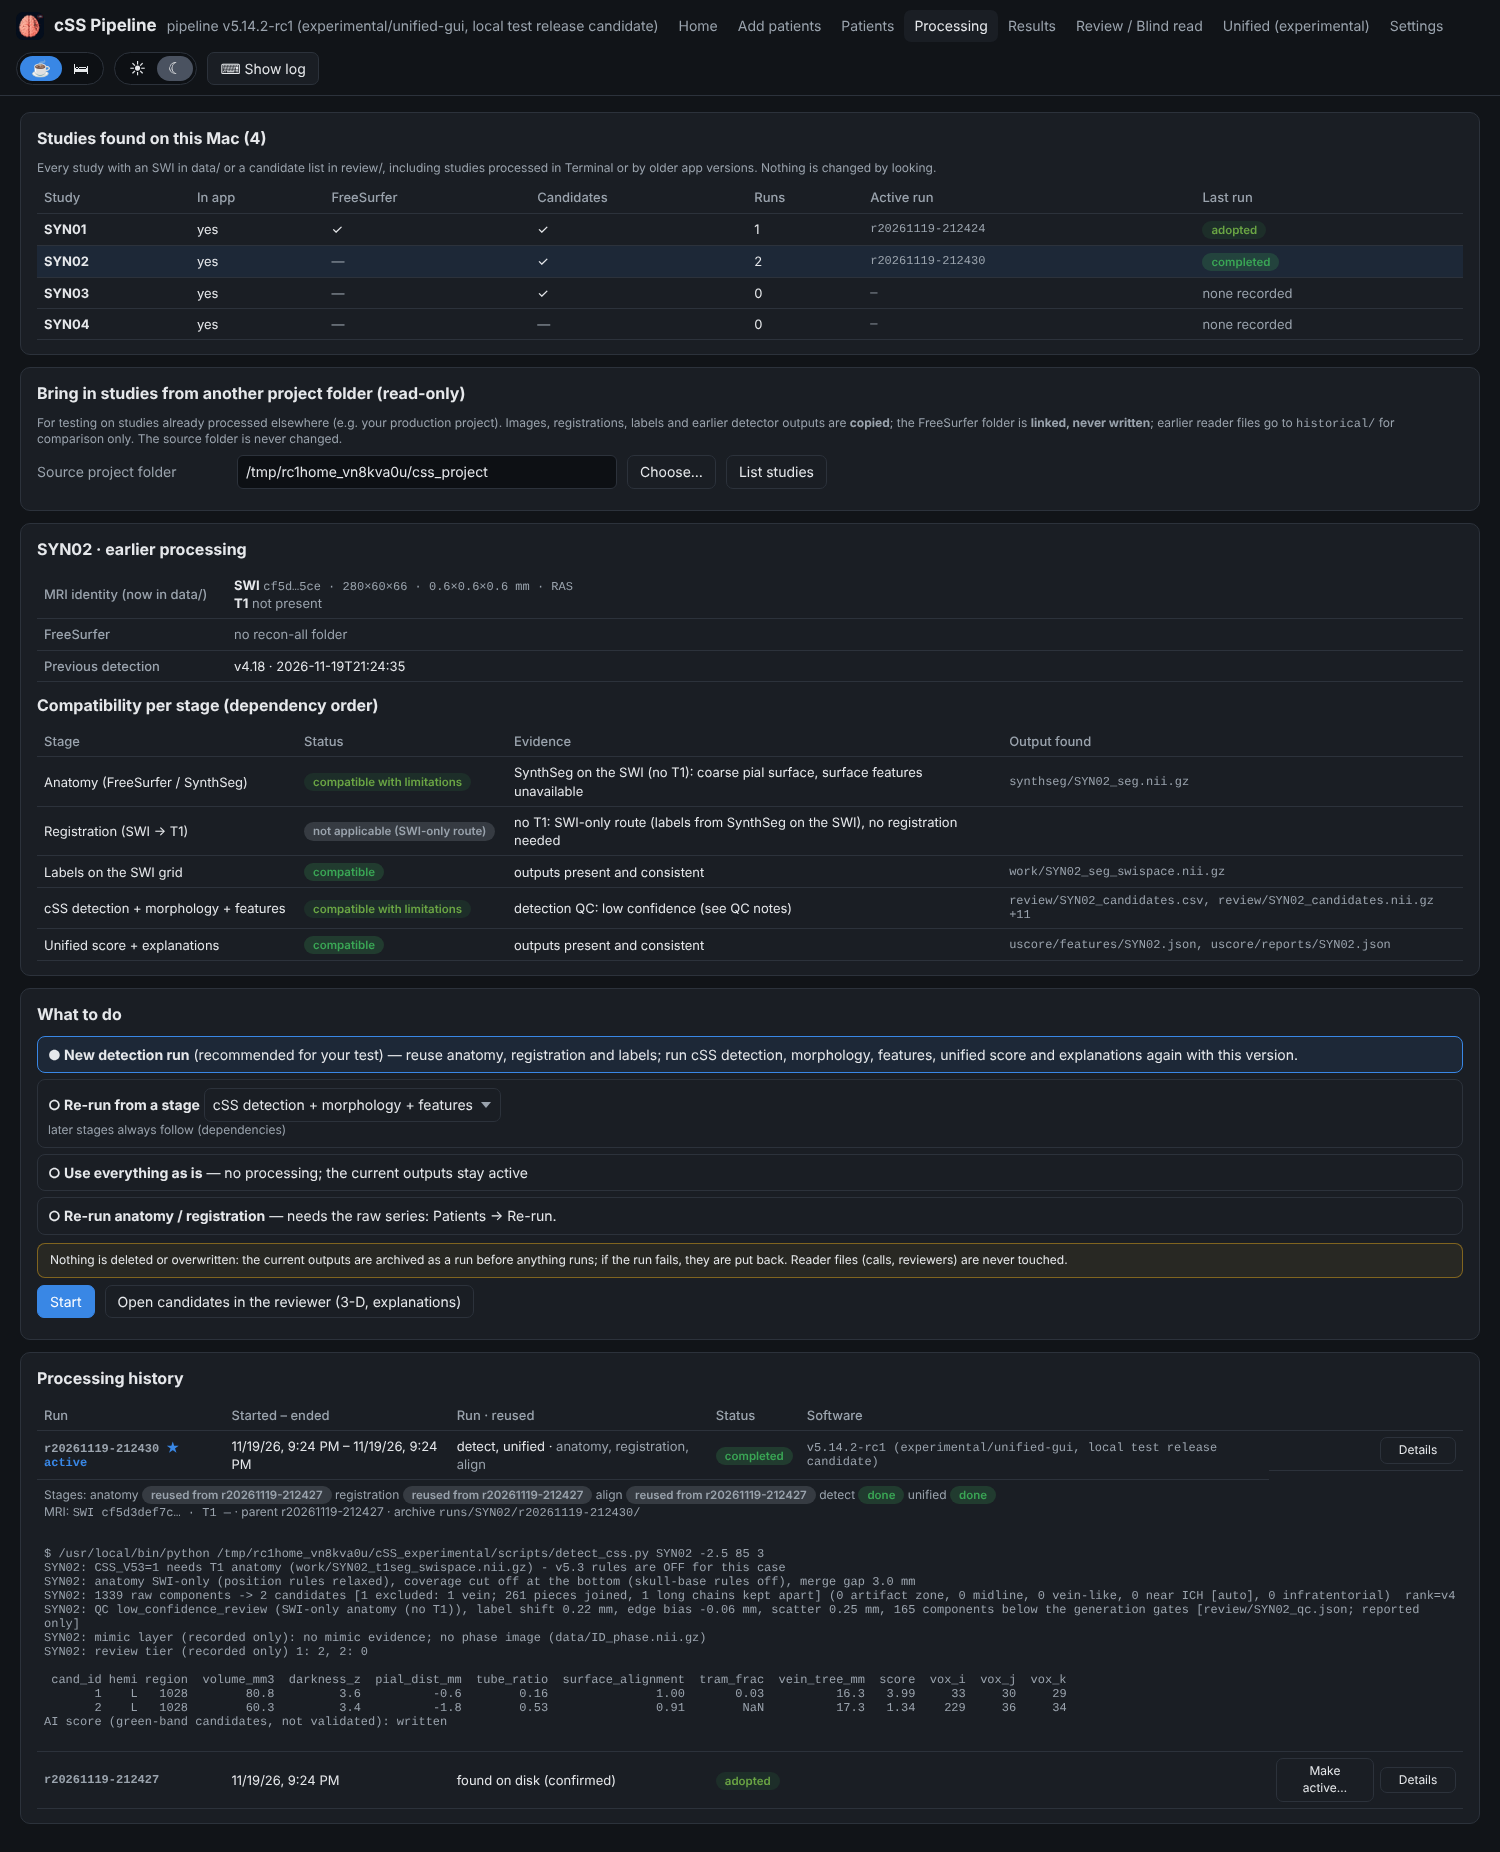 cSS Pipeline pipeline v5.14.2-rc1 (experimental/unified-gui, local test release candidate) Home Add patients Patients Processing Results Review / Blind read Unified (experimental) Settings
Show log
Studies found on this Mac (4)
Every study with an SWI in data/ or a candidate list in review/, including studies processed in Terminal or by older app versions. Nothing is changed by looking.
Study In app FreeSurfer Candidates Runs Active run Last run
SYN01 yes ✓ ✓ 1 r20261119-212424 adopted
SYN02 yes — ✓ 2 r20261119-212430 completed
SYN03 yes — ✓ 0 — none recorded
SYN04 yes — — 0 — none recorded
Bring in studies from another project folder (read-only)
For testing on studies already processed elsewhere (e.g. your production project). Images, registrations, labels and earlier detector outputs are copied; the FreeSurfer folder is linked, never written; earlier reader files go to historical/ for
comparison only. The source folder is never changed.
Source project folder /tmp/rc1home_vn8kva0u/css_project Choose... List studies
SYN02 · earlier processing
MRI identity (now in data/) SWI cf5d…5ce · 280×60×66 · 0.6×0.6×0.6 mm · RAS
T1 not present
FreeSurfer no recon-all folder
Previous detection v4.18 · 2026-11-19T21:24:35
Compatibility per stage (dependency order)
Stage Status Evidence Output found
Anatomy (FreeSurfer / SynthSeg) compatible with limitations SynthSeg on the SWI (no T1): coarse pial surface, surface features
unavailable synthseg/SYN02_seg.nii.gz
Registration (SWI → T1) not applicable (SWI-only route) no T1: SWI-only route (labels from SynthSeg on the SWI), no registration
needed
Labels on the SWI grid compatible outputs present and consistent work/SYN02_seg_swispace.nii.gz
cSS detection + morphology + features compatible with limitations detection QC: low confidence (see QC notes) review/SYN02_candidates.csv, review/SYN02_candidates.nii.gz
+11
Unified score + explanations compatible outputs present and consistent uscore/features/SYN02.json, uscore/reports/SYN02.json
What to do
New detection run (recommended for your test) — reuse anatomy, registration and labels; run cSS detection, morphology, features, unified score and explanations again with this version.
Re-run from a stage cSS detection + morphology + features
later stages always follow (dependencies)
Use everything as is — no processing; the current outputs stay active
Re-run anatomy / registration — needs the raw series: Patients → Re-run.
Nothing is deleted or overwritten: the current outputs are archived as a run before anything runs; if the run fails, they are put back. Reader files (calls, reviewers) are never touched.
Start Open candidates in the reviewer (3-D, explanations)
Processing history
Run Started – ended Run · reused Status Software
r20261119-212430 ★ 11/19/26, 9:24 PM – 11/19/26, 9:24 detect, unified · anatomy, registration, completed v5.14.2-rc1 (experimental/unified-gui, local test release Details
active PM align candidate)
Stages: anatomy reused from r20261119-212427 registration reused from r20261119-212427 align reused from r20261119-212427 detect done unified done
MRI: SWI cf5d3def7c… · T1 — · parent r20261119-212427 · archive runs/SYN02/r20261119-212430/
$ /usr/local/bin/python /tmp/rc1home_vn8kva0u/cSS_experimental/scripts/detect_css.py SYN02 -2.5 85 3
SYN02: CSS_V53=1 needs T1 anatomy (work/SYN02_t1seg_swispace.nii.gz) - v5.3 rules are OFF for this case
SYN02: anatomy SWI-only (position rules relaxed), coverage cut off at the bottom (skull-base rules off), merge gap 3.0 mm
SYN02: 1339 raw components -> 2 candidates [1 excluded: 1 vein; 261 pieces joined, 1 long chains kept apart] (0 artifact zone, 0 midline, 0 vein-like, 0 near ICH [auto], 0 infratentorial) rank=v4
SYN02: QC low_confidence_review (SWI-only anatomy (no T1)), label shift 0.22 mm, edge bias -0.06 mm, scatter 0.25 mm, 165 components below the generation gates [review/SYN02_qc.json; reported
only]
SYN02: mimic layer (recorded only): no mimic evidence; no phase image (data/ID_phase.nii.gz)
SYN02: review tier (recorded only) 1: 2, 2: 0
cand_id hemi region volume_mm3 darkness_z pial_dist_mm tube_ratio surface_alignment tram_frac vein_tree_mm score vox_i vox_j vox_k
1 L 1028 80.8 3.6 -0.6 0.16 1.00 0.03 16.3 3.99 33 30 29
2 L 1028 60.3 3.4 -1.8 0.53 0.91 NaN 17.3 1.34 229 36 34
AI score (green-band candidates, not validated): written
r20261119-212427 11/19/26, 9:24 PM found on disk (confirmed) adopted Make
active... Details